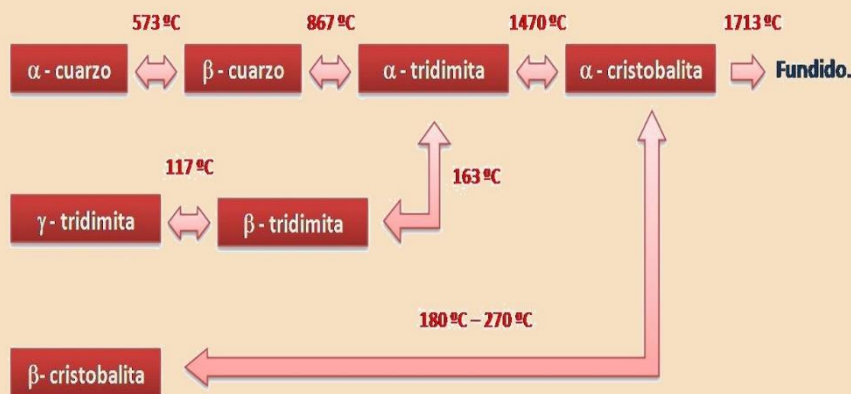 573 ºC 867 ºC 1470 ºC 1713 ºC
α - cuarzo β - cuarzo α - tridimita α - cristobalita Fundido.
117 ºC 163 ºC
γ - tridimita β - tridimita
180 ºC – 270 ºC
β- cristobalita